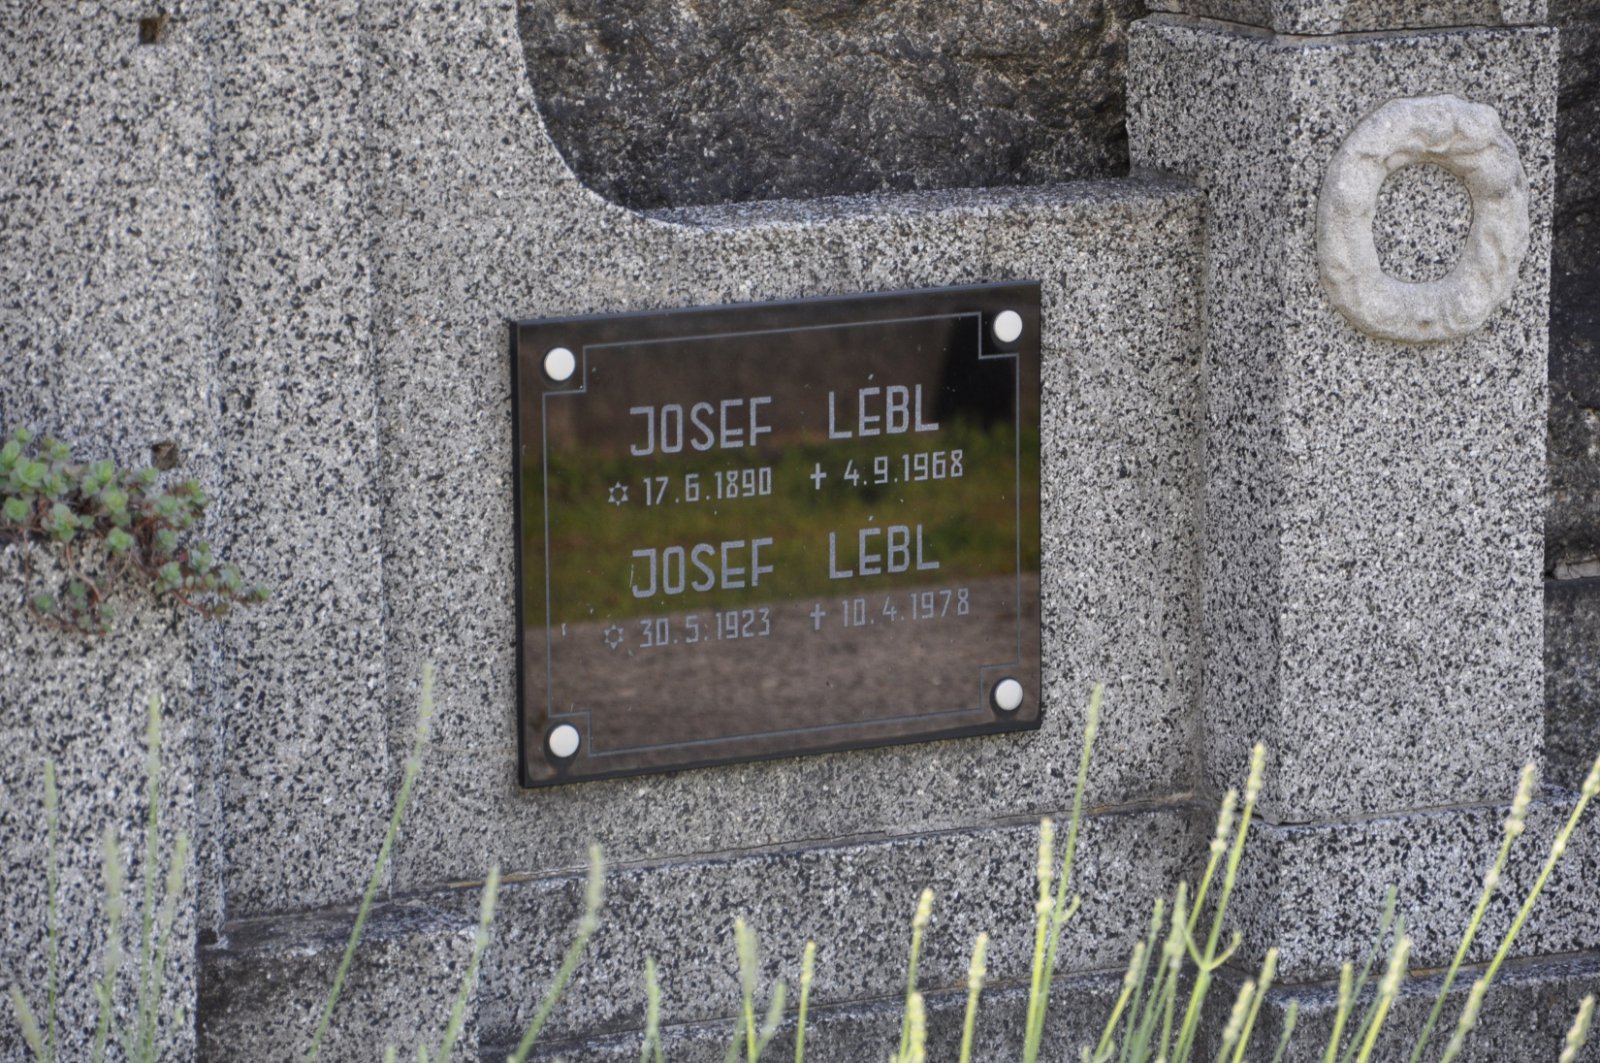 JOSEF LÉBL
✡ 17.6.1890 ✝ 4.9.1968
JOSEF LÉBL
✡ 30.5.1923 ✝ 10.4.1978